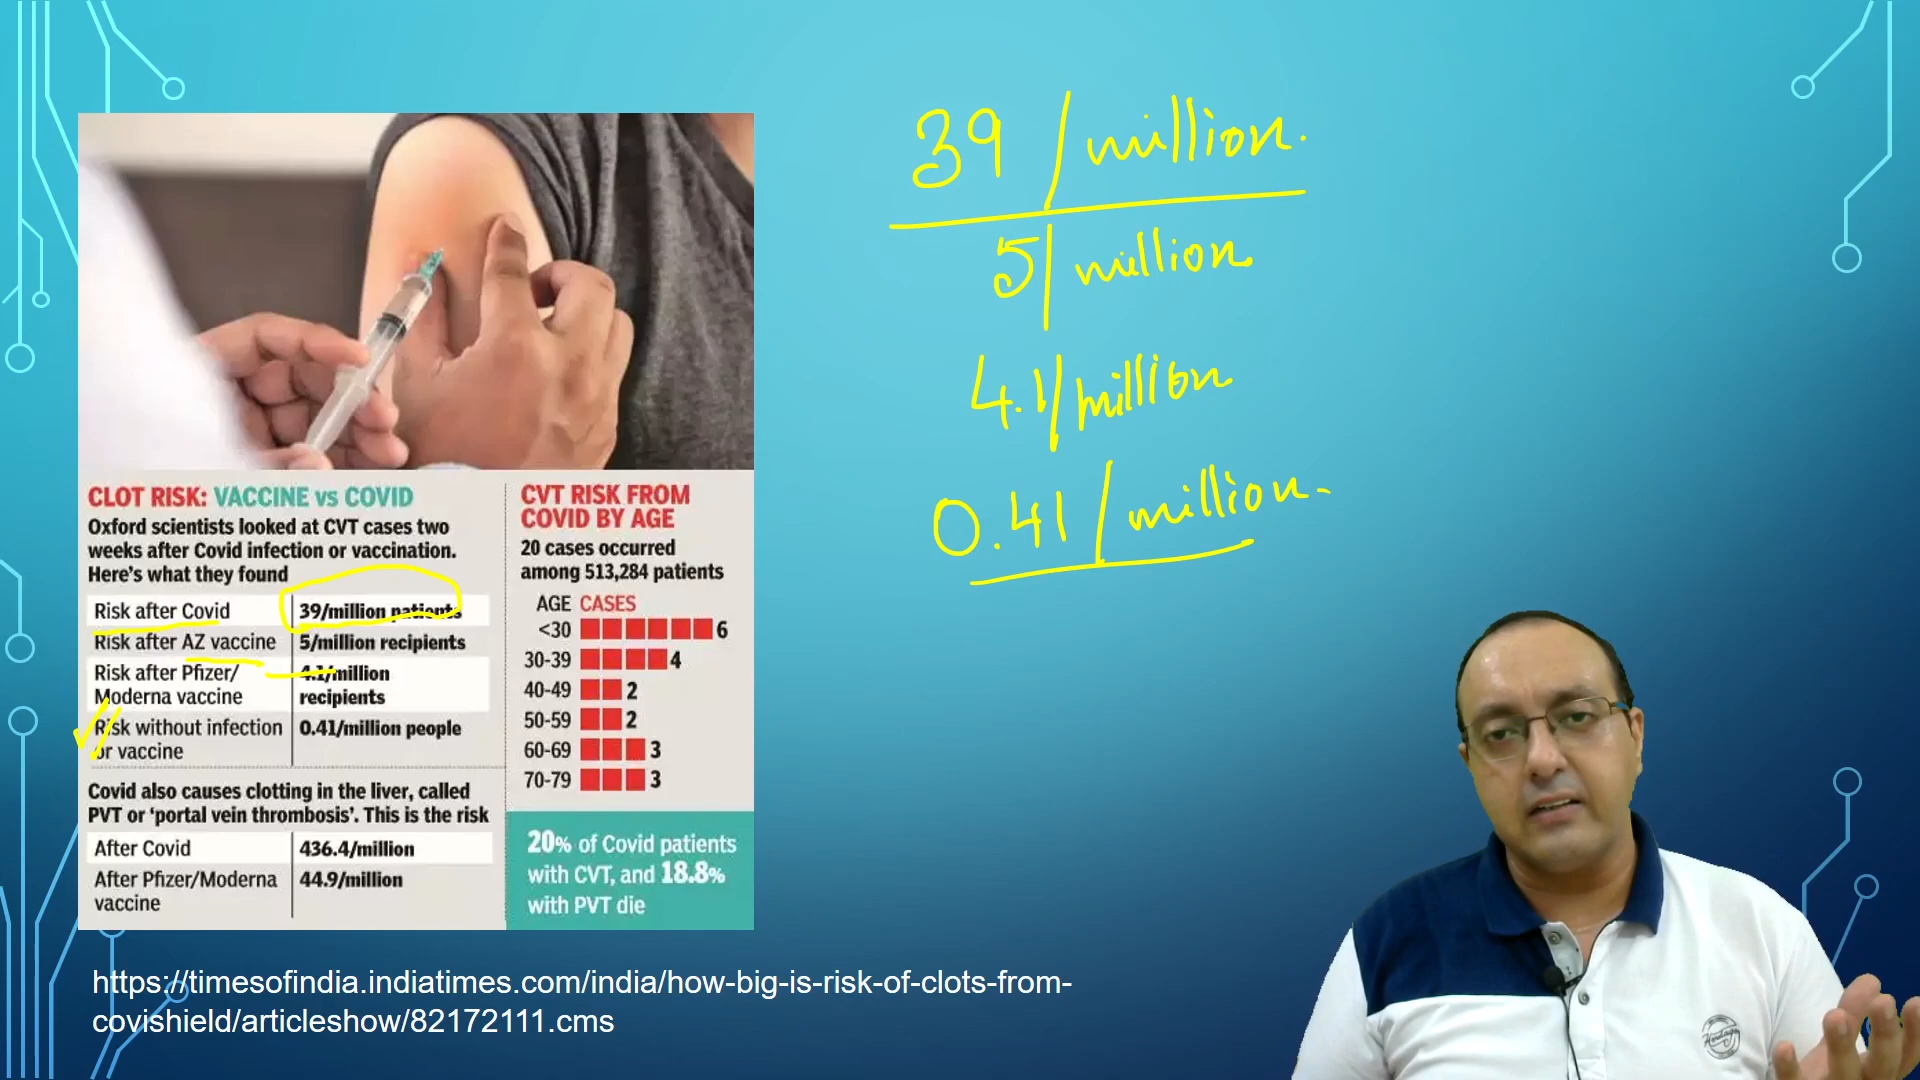 39/million.
5/million
4.1/million
0.41/million.
CLOT RISK: VACCINE vs COVID
Oxford scientists looked at CVT cases two
weeks after Covid infection or vaccination.
Here's what they found
Risk after Covid 39/million patients
Risk after AZ vaccine 5/million recipients
Risk after Pfizer/ 4.1/million
Moderna vaccine recipients
Risk without infection 0.41/million people
or vaccine
Covid also causes clotting in the liver, called
PVT or 'portal vein thrombosis'. This is the risk
After Covid 436.4/million
After Pfizer/Moderna 44.9/million
vaccine
CVT RISK FROM
COVID BY AGE
20 cases occurred
among 513,284 patients
AGE CASES
<30 6
30-39 4
40-49 2
50-59 2
60-69 3
70-79 3
20% of Covid patients
with CVT, and 18.8%
with PVT die
https://timesofindia.indiatimes.com/india/how-big-is-risk-of-clots-from-
covishield/articleshow/82172111.cms